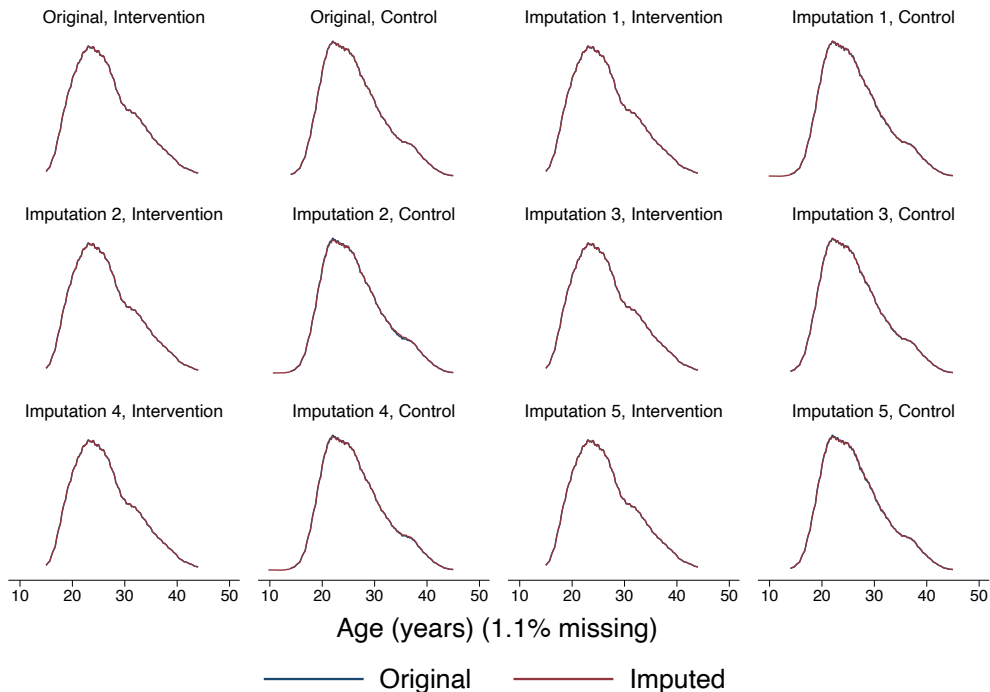 Original, Intervention Original, Control Imputation 1, Intervention Imputation 1, Control
Imputation 2, Intervention Imputation 2, Control Imputation 3, Intervention Imputation 3, Control
Imputation 4, Intervention Imputation 4, Control Imputation 5, Intervention Imputation 5, Control
10 20 30 40 50 10 20 30 40 50 10 20 30 40 50 10 20 30 40 50
Age (years) (1.1% missing)
Original Imputed